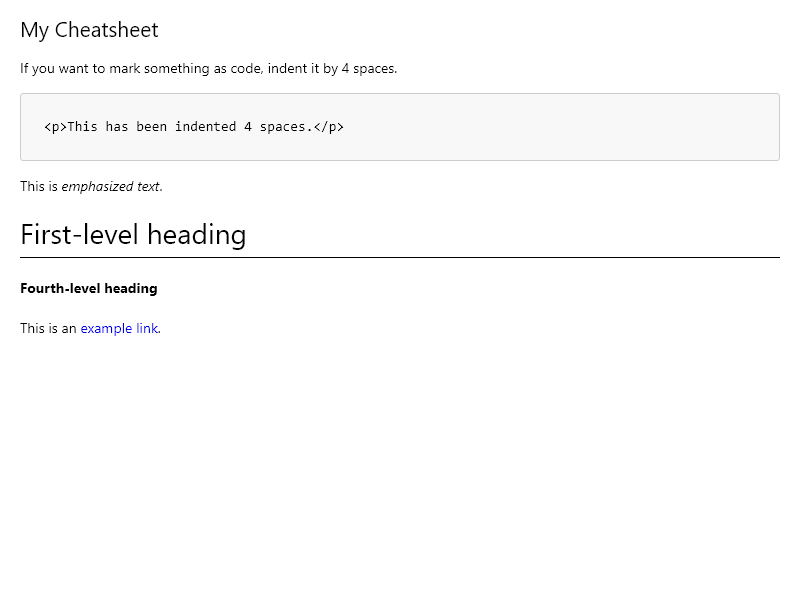 My Cheatsheet
If you want to mark something as code, indent it by 4 spaces.
<p>This has been indented 4 spaces.</p>
This is emphasized text.
First-level heading
Fourth-level heading
This is an example link.